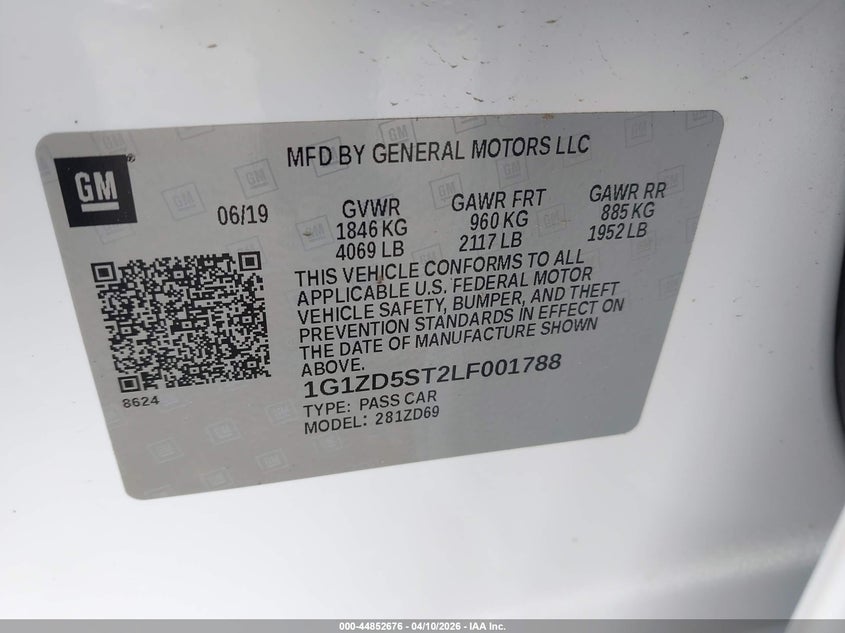 MFD BY GENERAL MOTORS LLC
GM
06/19
GVWR
1846 KG
4069 LB
GAWR FRT
960 KG
2117 LB
GAWR RR
885 KG
1952 LB
THIS VEHICLE CONFORMS TO ALL
APPLICABLE U.S. FEDERAL MOTOR
VEHICLE SAFETY, BUMPER, AND THEFT
PREVENTION STANDARDS IN EFFECT ON
THE DATE OF MANUFACTURE SHOWN
ABOVE.
8624
1G1ZD5ST2LF001788
TYPE: PASS CAR
MODEL: 281ZD69
000-44852676 - 04/10/2026 - IAA Inc.